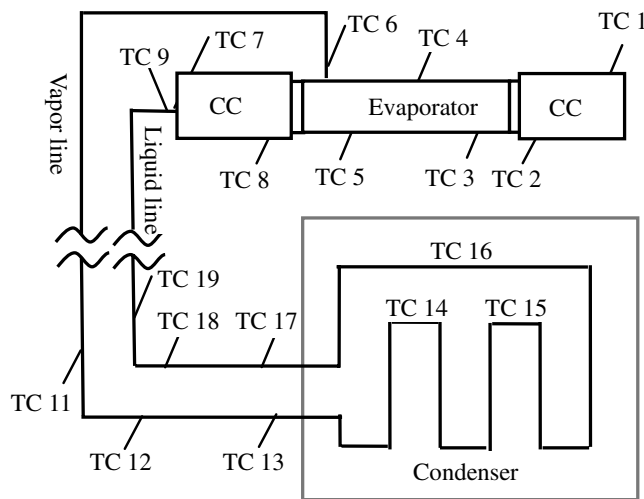 TC 1
TC 6
TC 4
TC 7
TC 9
CC
Evaporator
CC
Vapor line
Liquid line
TC 8
TC 5
TC 3
TC 2
TC 16
TC 19
TC 18
TC 17
TC 14
TC 15
TC 11
TC 12
TC 13
Condenser